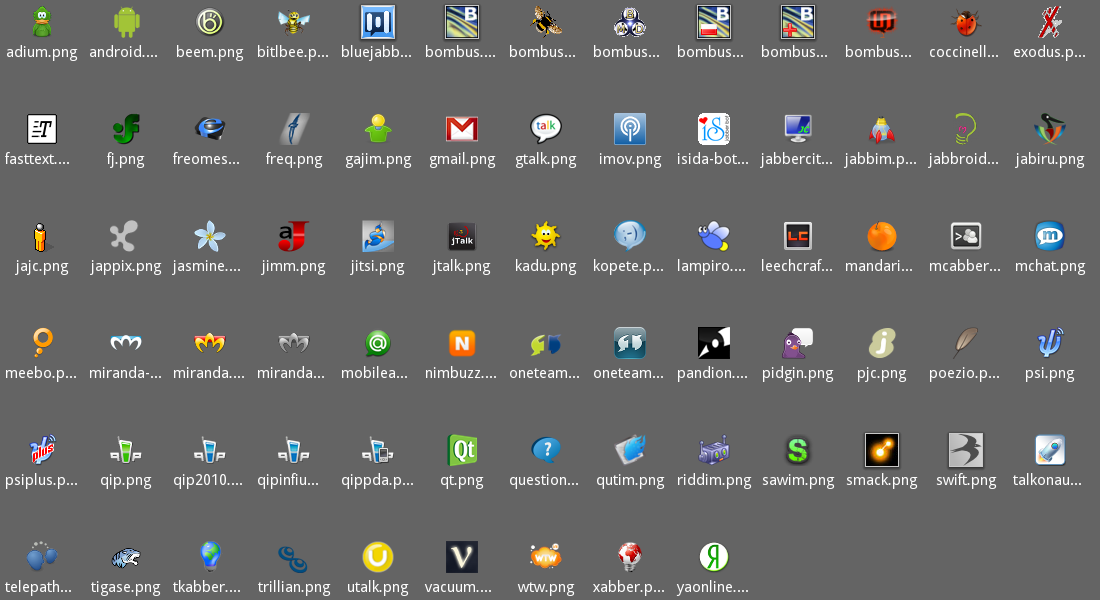 adium.png android.... beem.png bitlbee.p... bluejabb... bombus.... bombus... bombus... bombus... bombus... bombus... coccinell... exodus.p...
fasttext.... fj.png freomes... freq.png gajim.png gmail.png gtalk.png imov.png isida-bot... jabbercit... jabbim.p... jabbroid... jabiru.png
jajc.png jappix.png jasmine.... jimm.png jitsi.png jtalk.png kadu.png kopete.p... lampiro.... leechcraf... mandari... mcabber... mchat.png
meebo.p... miranda-... miranda.... miranda... mobilea... nimbuzz.... oneteam... oneteam... pandion.... pidgin.png pjc.png poezio.p... psi.png
psiplus.p... qip.png qip2010.... qipinfiu... qippda.p... qt.png question... qutim.png riddim.png sawim.png smack.png swift.png talkonau...
telepath... tigase.png tkabber.... trillian.png utalk.png vacuum.... wtw.png xabber.p... yaonline....